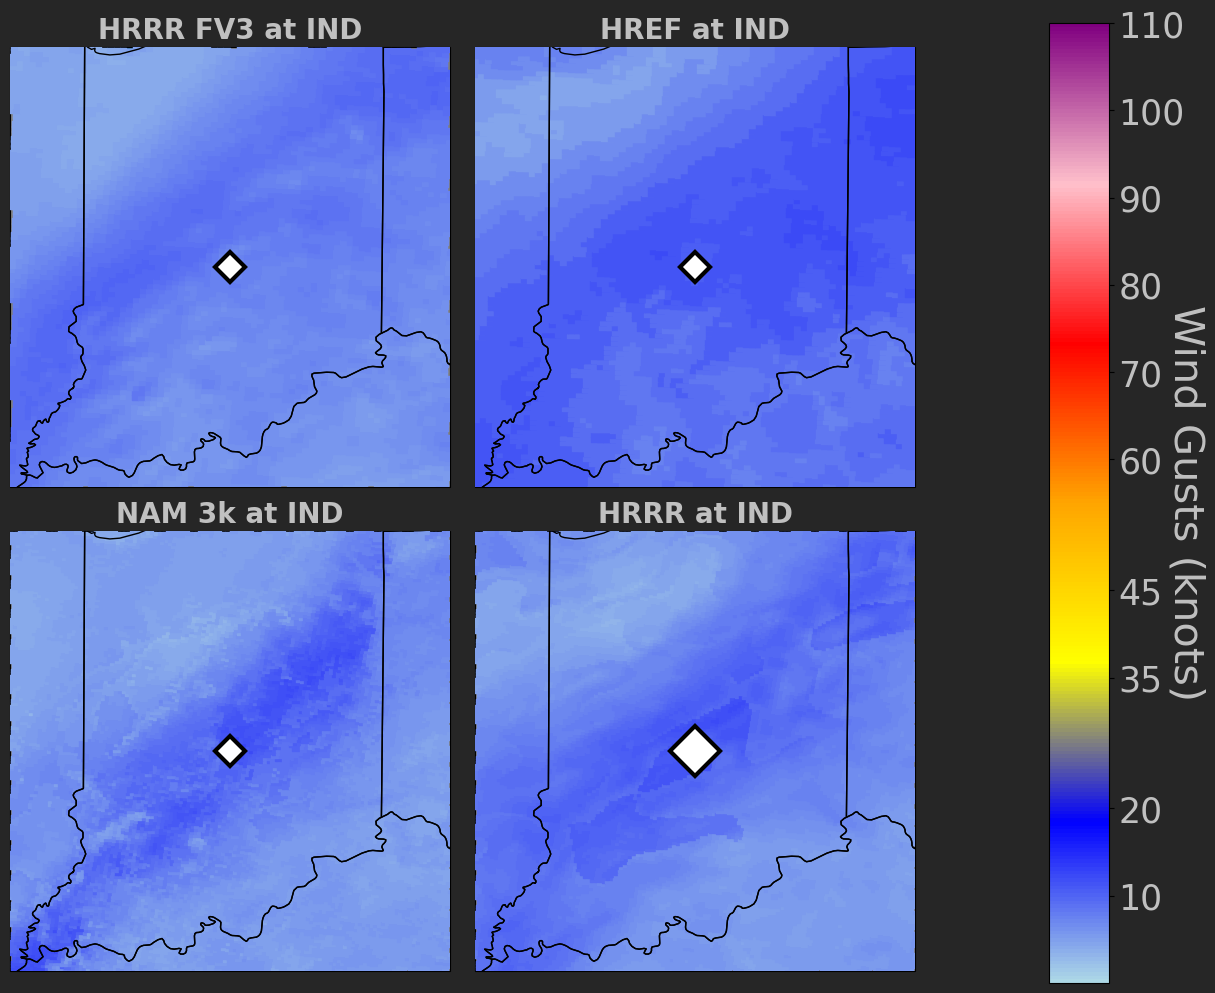 HRRR FV3 at IND
HREF at IND
NAM 3k at IND
HRRR at IND
110
100
90
80
70
60
45
35
20
10
Wind Gusts (knots)